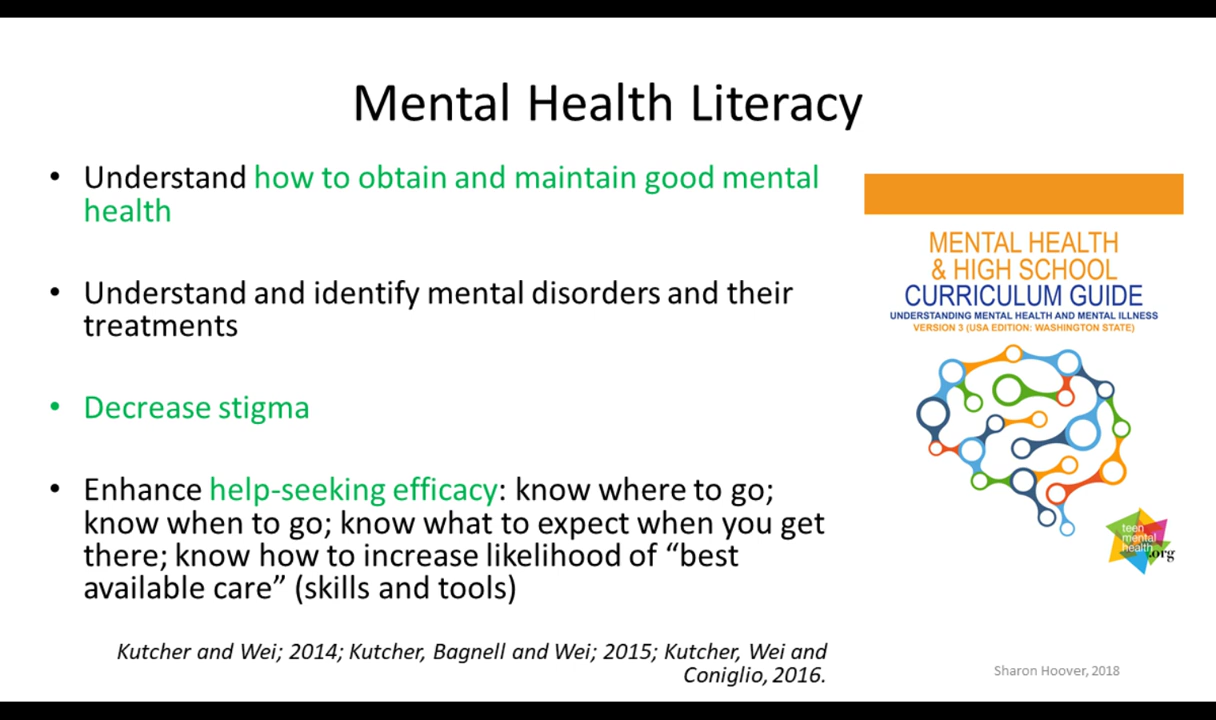 Mental Health Literacy
• Understand how to obtain and maintain good mental
health
• Understand and identify mental disorders and their
treatments
• Decrease stigma
• Enhance help-seeking efficacy: know where to go;
know when to go; know what to expect when you get
there; know how to increase likelihood of “best
available care” (skills and tools)
Kutcher and Wei; 2014; Kutcher, Bagnell and Wei; 2015; Kutcher, Wei and
Coniglio, 2016.
MENTAL HEALTH
& HIGH SCHOOL
CURRICULUM GUIDE
UNDERSTANDING MENTAL HEALTH AND MENTAL ILLNESS
VERSION 3 (USA EDITION: WASHINGTON STATE)
teen
mental
health
.org
Sharon Hoover, 2018